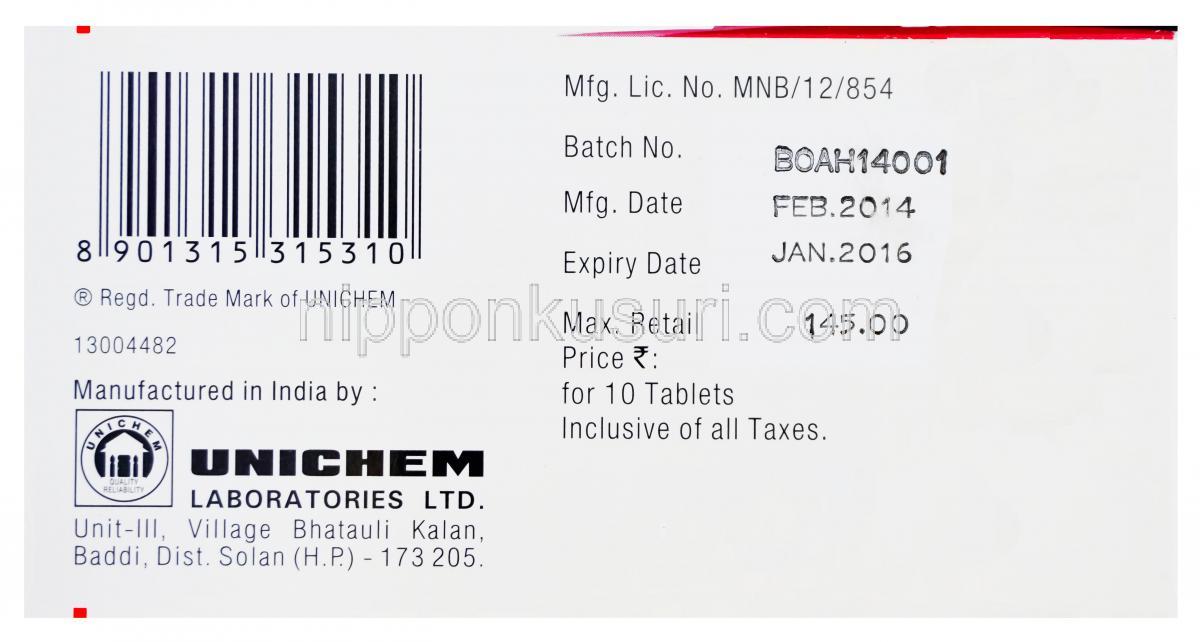 8 901315 315310
® Regd. Trade Mark of UNICHEM
13004482
Manufactured in India by :
UNICHEM
QUALITY
RELIABILITY
UNICHEM
LABORATORIES LTD.
Unit-III, Village Bhatauli Kalan,
Baddi, Dist. Solan (H.P.) - 173 205.
Mfg. Lic. No. MNB/12/854
Batch No. BOAH14001
Mfg. Date FEB.2014
Expiry Date JAN.2016
Max. Retail 145.00
Price ₹:
for 10 Tablets
Inclusive of all Taxes.
nipponkusuri.com